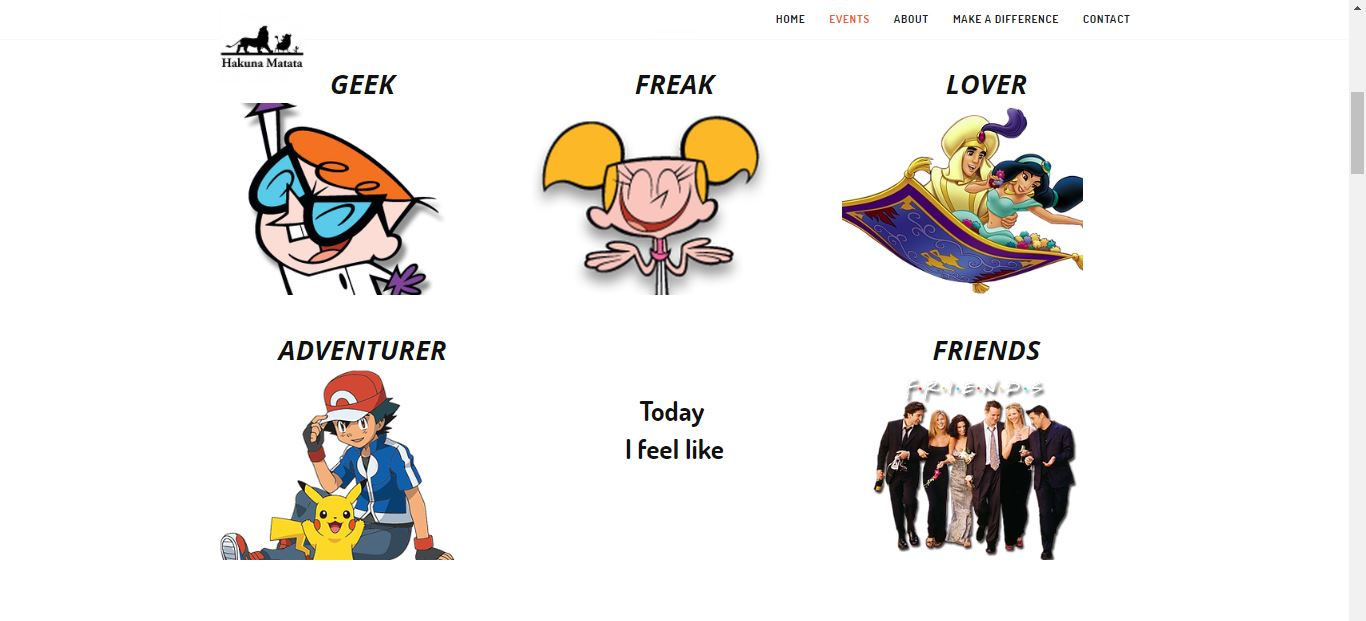 HOME EVENTS ABOUT MAKE A DIFFERENCE CONTACT
Hakuna Matata
GEEK FREAK LOVER
ADVENTURER FRIENDS
F·R·I·E·N·D·S
Today
I feel like